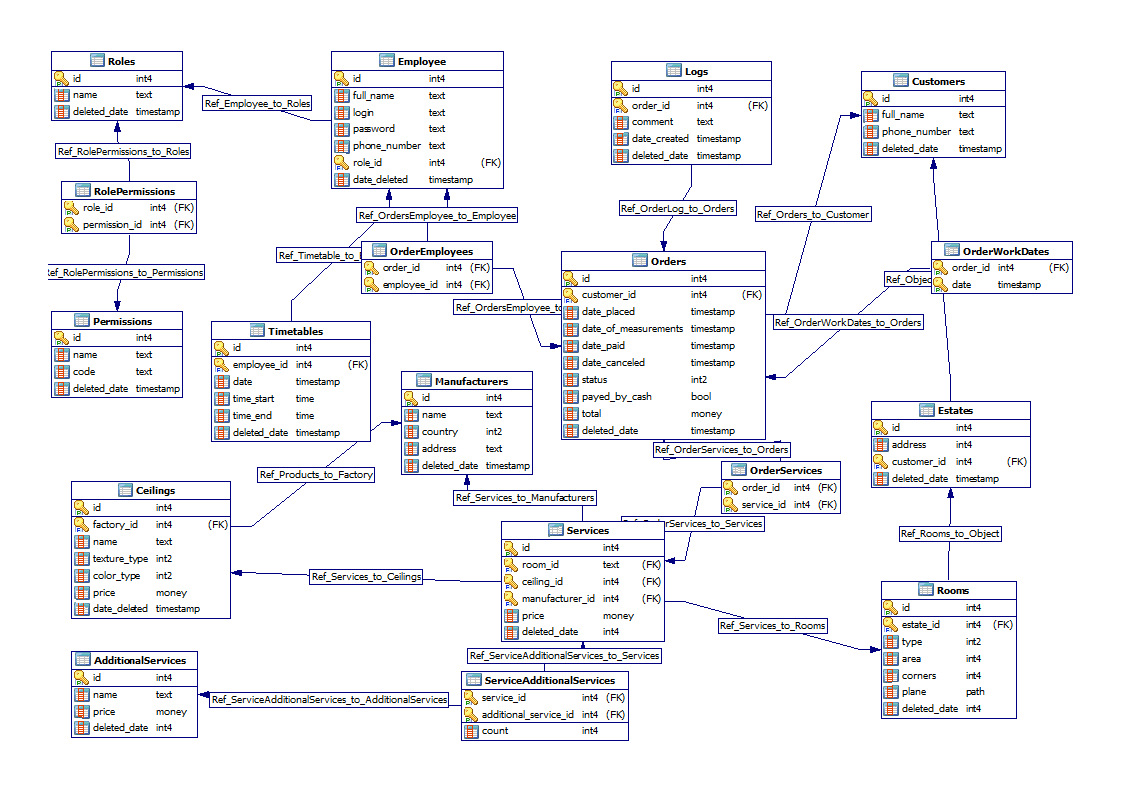 Roles
id int4
name text
deleted_date timestamp
Ref_Employee_to_Roles
Employee
id int4
full_name text
login text
password text
phone_number text
role_id int4 (FK)
date_deleted timestamp
Logs
id int4
order_id int4 (FK)
comment text
date_created timestamp
deleted_date timestamp
Customers
id int4
full_name text
phone_number text
deleted_date timestamp
Ref_RolePermissions_to_Roles
RolePermissions
role_id int4 (FK)
permission_id int4 (FK)
Ref_RolePermissions_to_Permissions
Permissions
id int4
name text
code text
deleted_date timestamp
Ref_OrdersEmployee_to_Employee
Ref_Timetable_to_
OrderEmployees
order_id int4 (FK)
employee_id int4 (FK)
Ref_OrdersEmployee_to
Ref_OrderLog_to_Orders
Ref_Orders_to_Customer
Orders
id int4
customer_id int4 (FK)
date_placed timestamp
date_of_measurements timestamp
date_paid timestamp
date_canceled timestamp
status int2
payed_by_cash bool
total money
deleted_date timestamp
OrderWorkDates
order_id int4 (FK)
date timestamp
Ref_Objec
Ref_OrderWorkDates_to_Orders
Timetables
id int4
employee_id int4 (FK)
date timestamp
time_start time
time_end time
deleted_date timestamp
Manufacturers
id int4
name text
country int2
address text
deleted_date timestamp
Estates
id int4
address int4
customer_id int4 (FK)
deleted_date timestamp
Ref_OrderServices_to_Orders
OrderServices
order_id int4 (FK)
service_id int4 (FK)
Ref_OrderServices_to_Services
Ref_Products_to_Factory
Ref_Services_to_Manufacturers
Ceilings
id int4
factory_id int4 (FK)
name text
texture_type int2
color_type int2
price money
date_deleted timestamp
Ref_Services_to_Ceilings
Services
id int4
room_id text (FK)
ceiling_id int4 (FK)
manufacturer_id int4 (FK)
price money
deleted_date int4
Ref_Rooms_to_Object
Ref_Services_to_Rooms
Rooms
id int4
estate_id int4 (FK)
type int2
area int4
corners int4
plane path
deleted_date int4
Ref_ServiceAdditionalServices_to_Services
AdditionalServices
id int4
name text
price money
deleted_date int4
Ref_ServiceAdditionalServices_to_AdditionalServices
ServiceAdditionalServices
service_id int4 (FK)
additional_service_id int4 (FK)
count int4